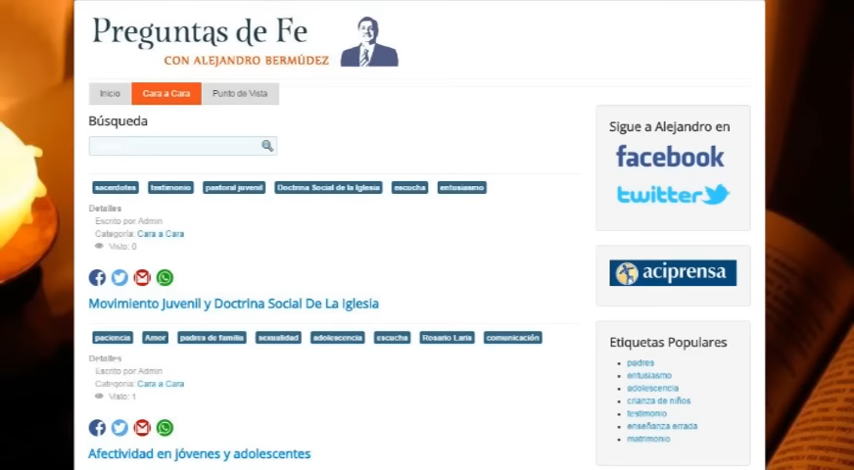 Preguntas de Fe
CON ALEJANDRO BERMÚDEZ
Inicio Cara a Cara Punto de Vista
Búsqueda
sacerdotes testimonio pastoral juvenil Doctrina Social de la Iglesia escucha entusiasmo
Detalles
Escrito por Admin
Categoría: Cara a Cara
Visto: 0
Movimiento Juvenil y Doctrina Social De La Iglesia
paciencia Amor padres de familia sexualidad adolescencia escucha Rosario Laris comunicación
Detalles
Escrito por Admin
Categoría: Cara a Cara
Visto: 1
Afectividad en jóvenes y adolescentes
Sigue a Alejandro en
facebook
twitter
aciprensa
Etiquetas Populares
padres
entusiasmo
adolescencia
crianza de niños
testimonio
enseñanza errada
matrimonio